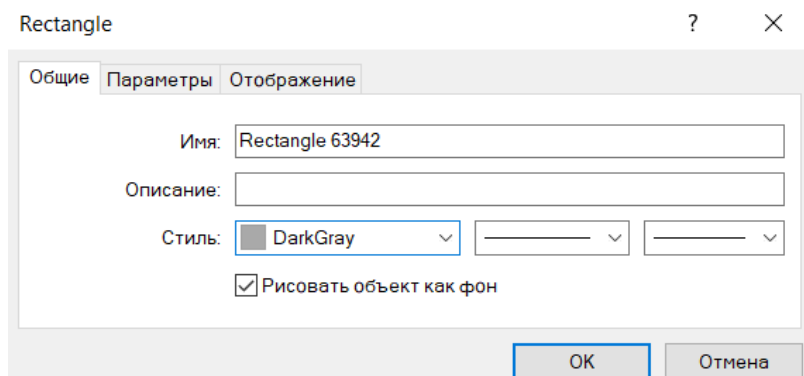 Rectangle ?
Общие Параметры Отображение
Имя: Rectangle 63942
Описание:
Стиль: DarkGray
Рисовать объект как фон
OK Отмена